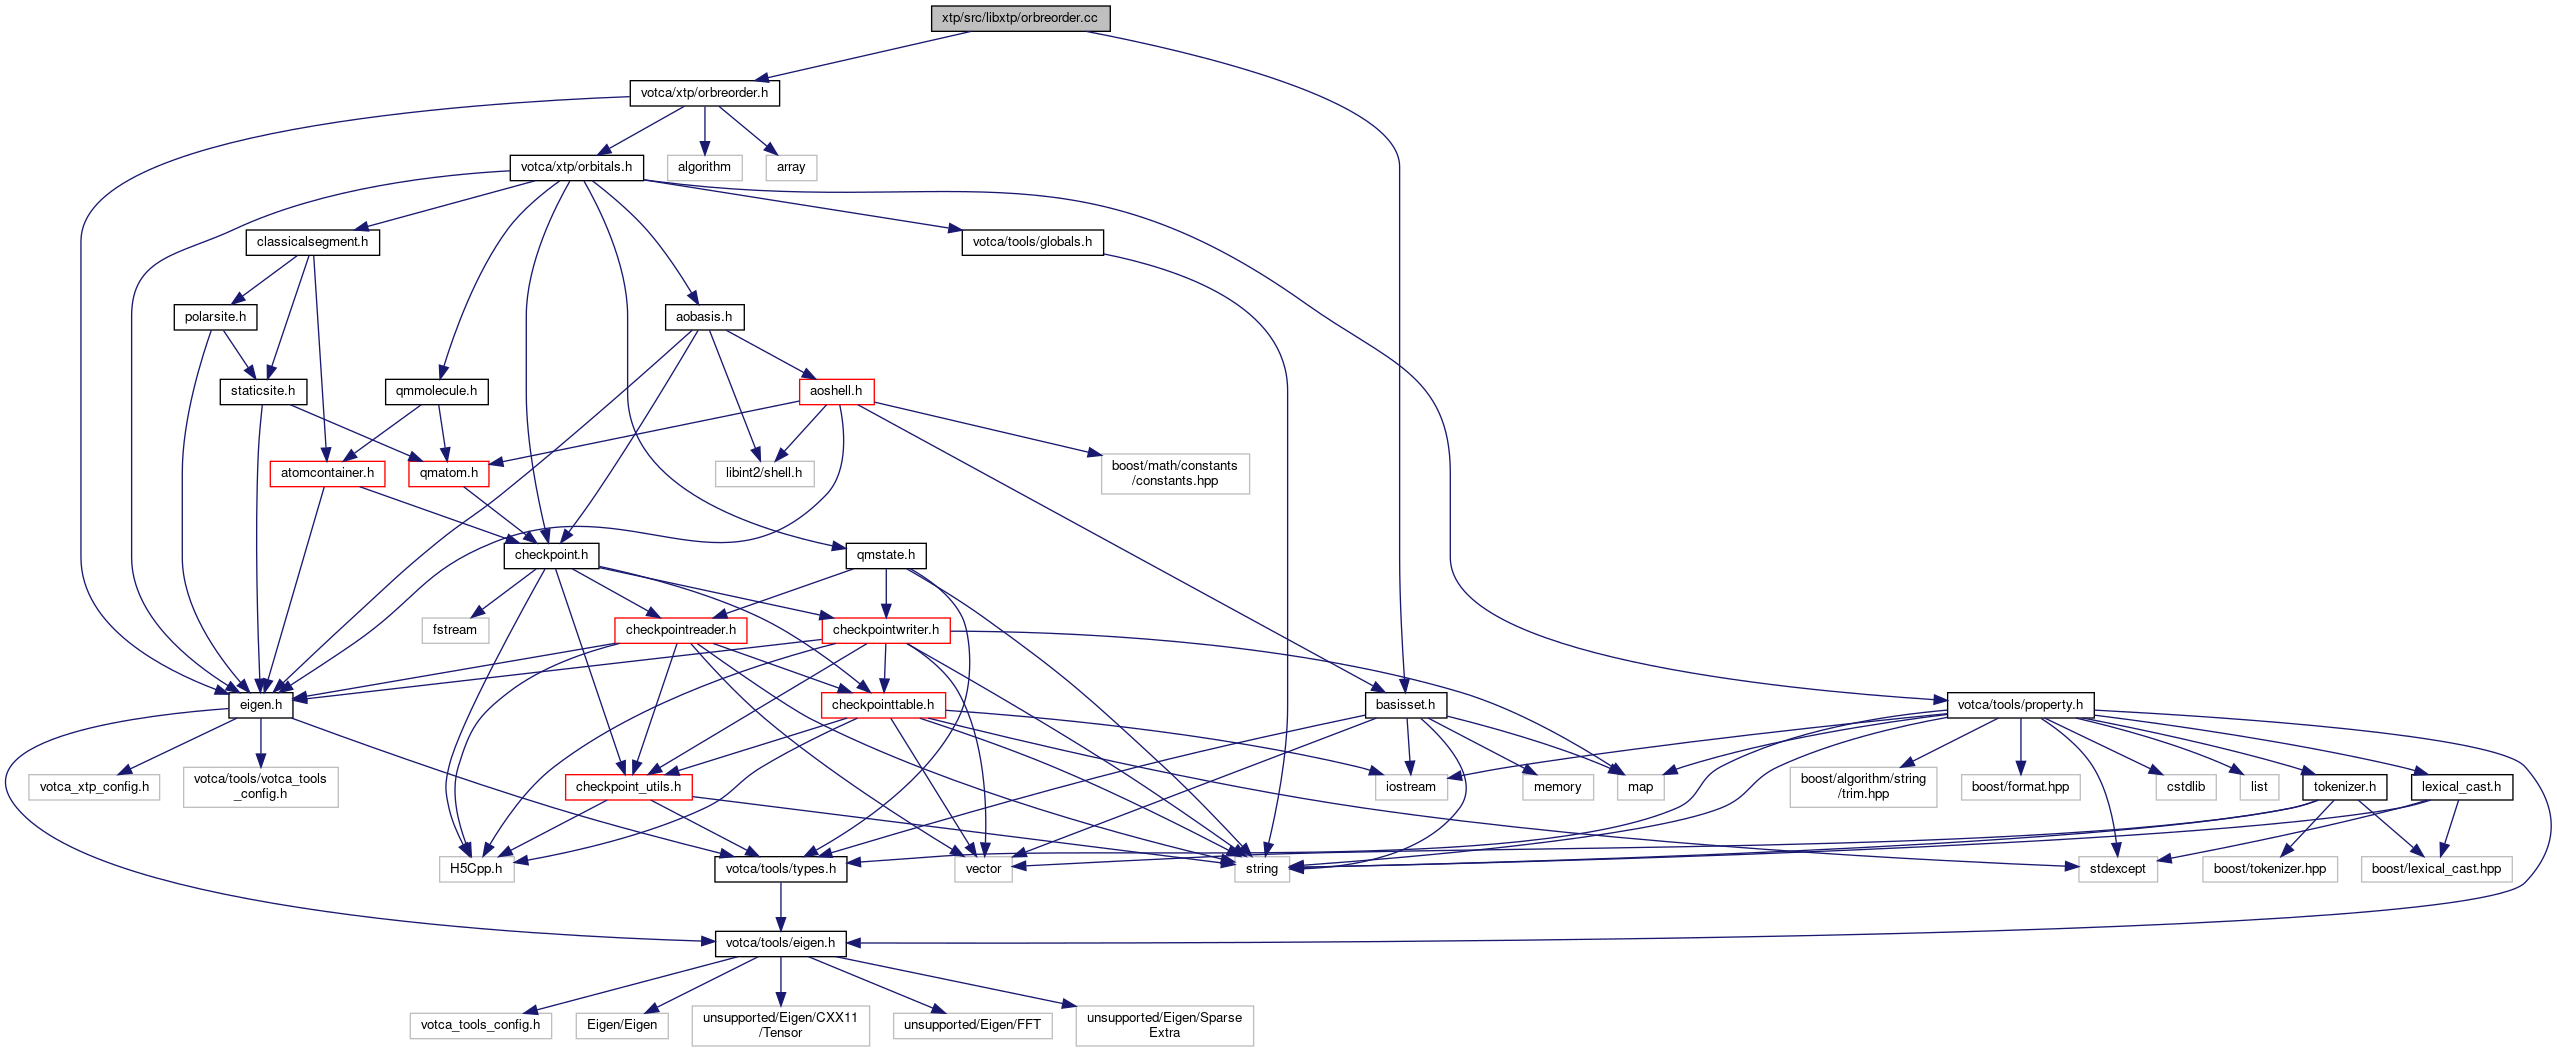 xtp/src/libxtp/orbreorder.cc
votca/xtp/orbreorder.h
votca/xtp/orbitals.h
algorithm
array
classicalsegment.h
votca/tools/globals.h
polarsite.h
aobasis.h
staticsite.h
qmmolecule.h
aoshell.h
atomcontainer.h
qmatom.h
libint2/shell.h
boost/math/constants
/constants.hpp
checkpoint.h
qmstate.h
fstream
checkpointreader.h
checkpointwriter.h
eigen.h
checkpointtable.h
basisset.h
votca/tools/property.h
votca_xtp_config.h
votca/tools/votca_tools
_config.h
checkpoint_utils.h
iostream
memory
map
boost/algorithm/string
/trim.hpp
boost/format.hpp
cstdlib
list
tokenizer.h
lexical_cast.h
H5Cpp.h
votca/tools/types.h
vector
string
stdexcept
boost/tokenizer.hpp
boost/lexical_cast.hpp
votca/tools/eigen.h
votca_tools_config.h
Eigen/Eigen
unsupported/Eigen/CXX11
/Tensor
unsupported/Eigen/FFT
unsupported/Eigen/Sparse
Extra